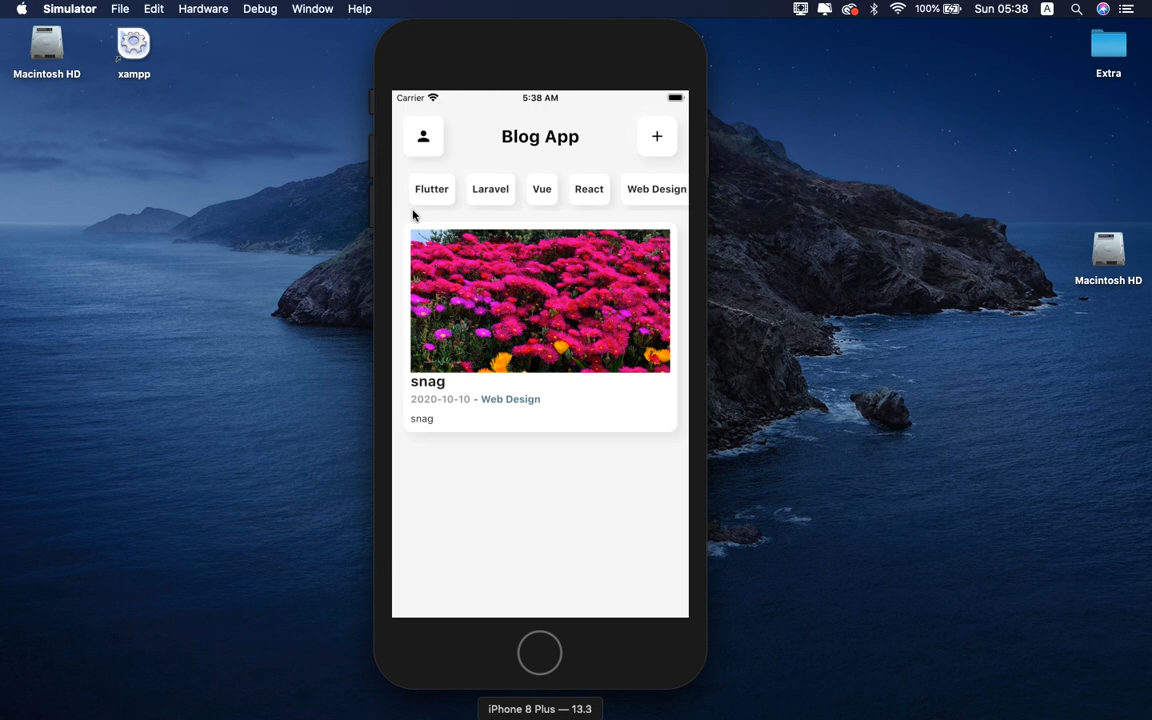 Simulator File Edit Hardware Debug Window Help
100% Sun 05:38 A
Macintosh HD
xampp
Extra
Macintosh HD
Carrier 5:38 AM
Blog App
+
Flutter Laravel Vue React Web Design
snag
2020-10-10 - Web Design
snag
iPhone 8 Plus — 13.3